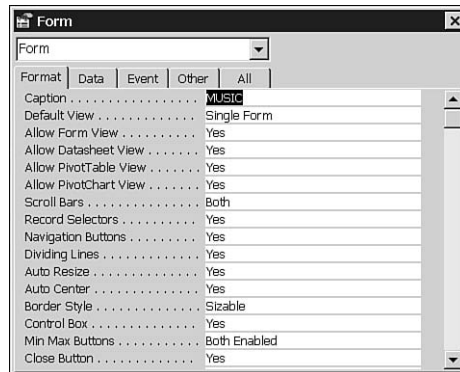 Form
Form
Format Data Event Other All
Caption . . . . . . . . . . . . . . . . . MUSIC
Default View . . . . . . . . . . . . . Single Form
Allow Form View . . . . . . . . . . Yes
Allow Datasheet View . . . . . . . Yes
Allow PivotTable View . . . . . . . Yes
Allow PivotChart View . . . . . . . Yes
Scroll Bars . . . . . . . . . . . . . . . Both
Record Selectors . . . . . . . . . . Yes
Navigation Buttons . . . . . . . . . Yes
Dividing Lines . . . . . . . . . . . . . Yes
Auto Resize . . . . . . . . . . . . . . Yes
Auto Center . . . . . . . . . . . . . . Yes
Border Style . . . . . . . . . . . . . . Sizable
Control Box . . . . . . . . . . . . . . Yes
Min Max Buttons . . . . . . . . . . . Both Enabled
Close Button . . . . . . . . . . . . . Yes